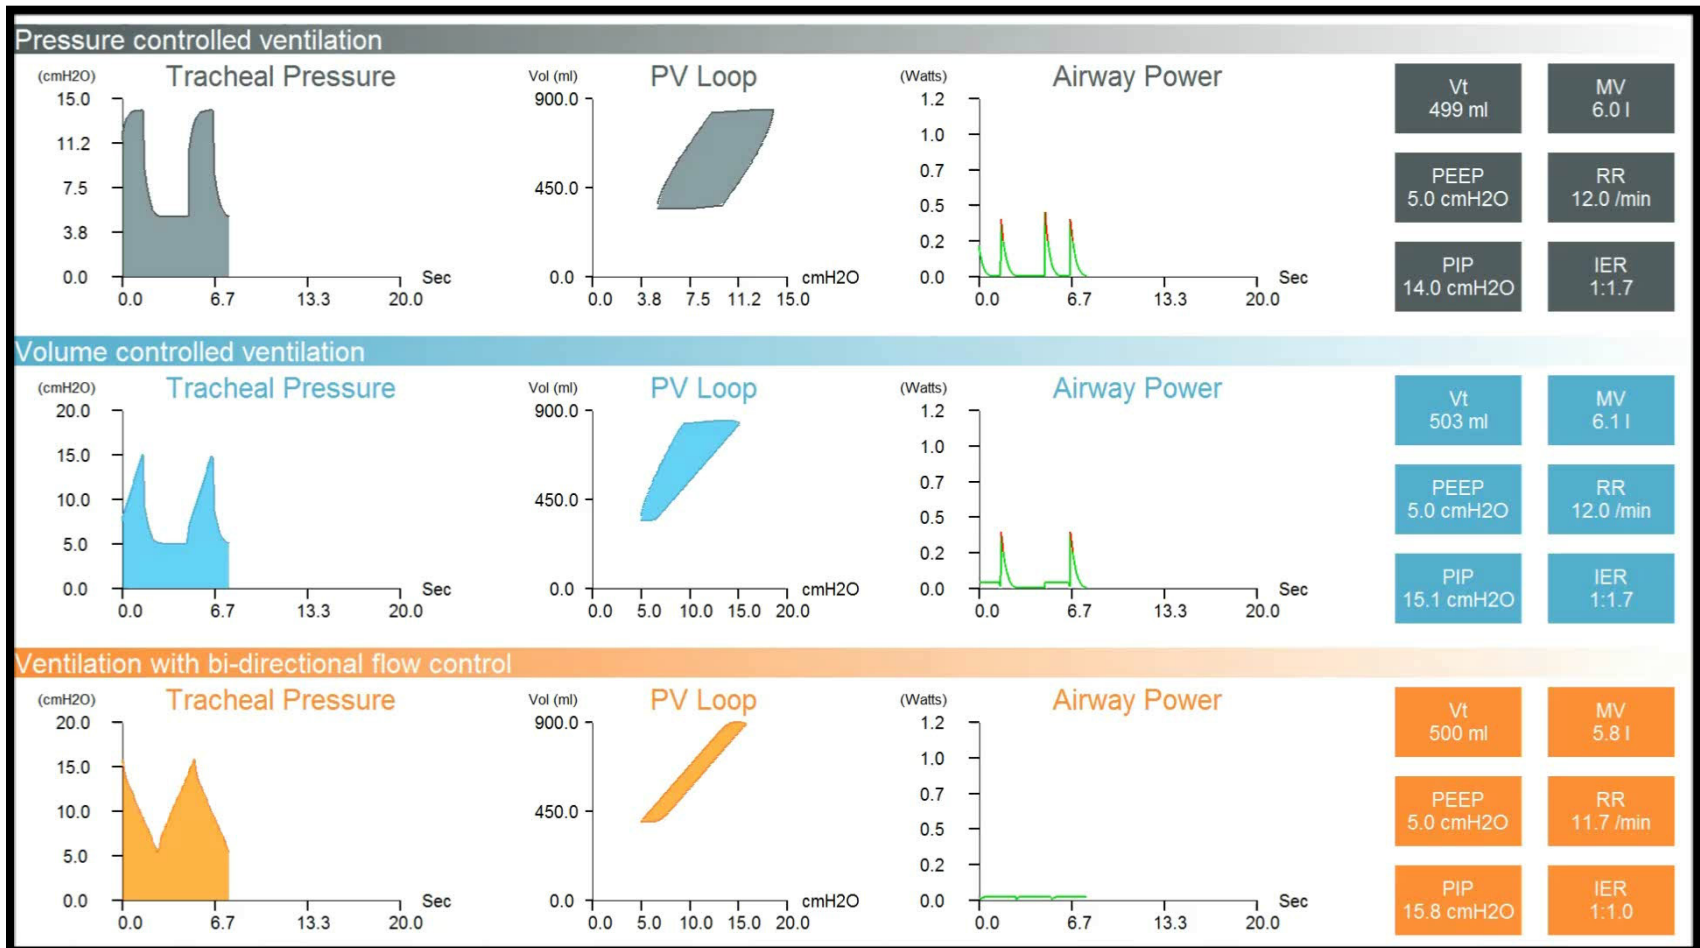 Pressure controlled ventilation
(cmH2O) Tracheal Pressure
15.0
11.2
7.5
3.8
0.0
Sec
0.0 6.7 13.3 20.0
Vol (ml) PV Loop
900.0
450.0
0.0
cmH2O
0.0 3.8 7.5 11.2 15.0
(Watts) Airway Power
1.2
1.0
0.7
0.5
0.2
0.0
Sec
0.0 6.7 13.3 20.0
Vt
499 ml
MV
6.0 l
PEEP
5.0 cmH2O
RR
12.0 /min
PIP
14.0 cmH2O
IER
1:1.7
Volume controlled ventilation
(cmH2O) Tracheal Pressure
20.0
15.0
10.0
5.0
0.0
Sec
0.0 6.7 13.3 20.0
Vol (ml) PV Loop
900.0
450.0
0.0
cmH2O
0.0 5.0 10.0 15.0 20.0
(Watts) Airway Power
1.2
1.0
0.7
0.5
0.2
0.0
Sec
0.0 6.7 13.3 20.0
Vt
503 ml
MV
6.1 l
PEEP
5.0 cmH2O
RR
12.0 /min
PIP
15.1 cmH2O
IER
1:1.7
Ventilation with bi-directional flow control
(cmH2O) Tracheal Pressure
20.0
15.0
10.0
5.0
0.0
Sec
0.0 6.7 13.3 20.0
Vol (ml) PV Loop
900.0
450.0
0.0
cmH2O
0.0 5.0 10.0 15.0 20.0
(Watts) Airway Power
1.2
1.0
0.7
0.5
0.2
0.0
Sec
0.0 6.7 13.3 20.0
Vt
500 ml
MV
5.8 l
PEEP
5.0 cmH2O
RR
11.7 /min
PIP
15.8 cmH2O
IER
1:1.0